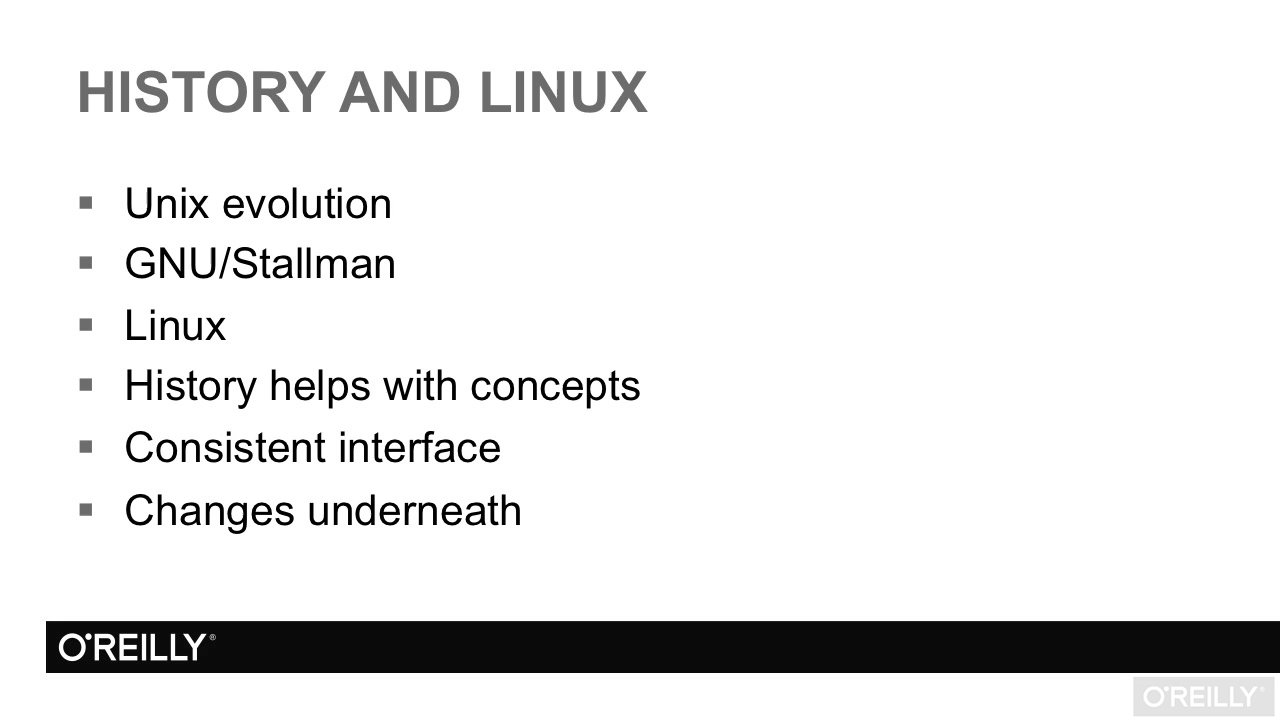 HISTORY AND LINUX
▪ Unix evolution
▪ GNU/Stallman
▪ Linux
▪ History helps with concepts
▪ Consistent interface
▪ Changes underneath
O'REILLY®
O'REILLY®